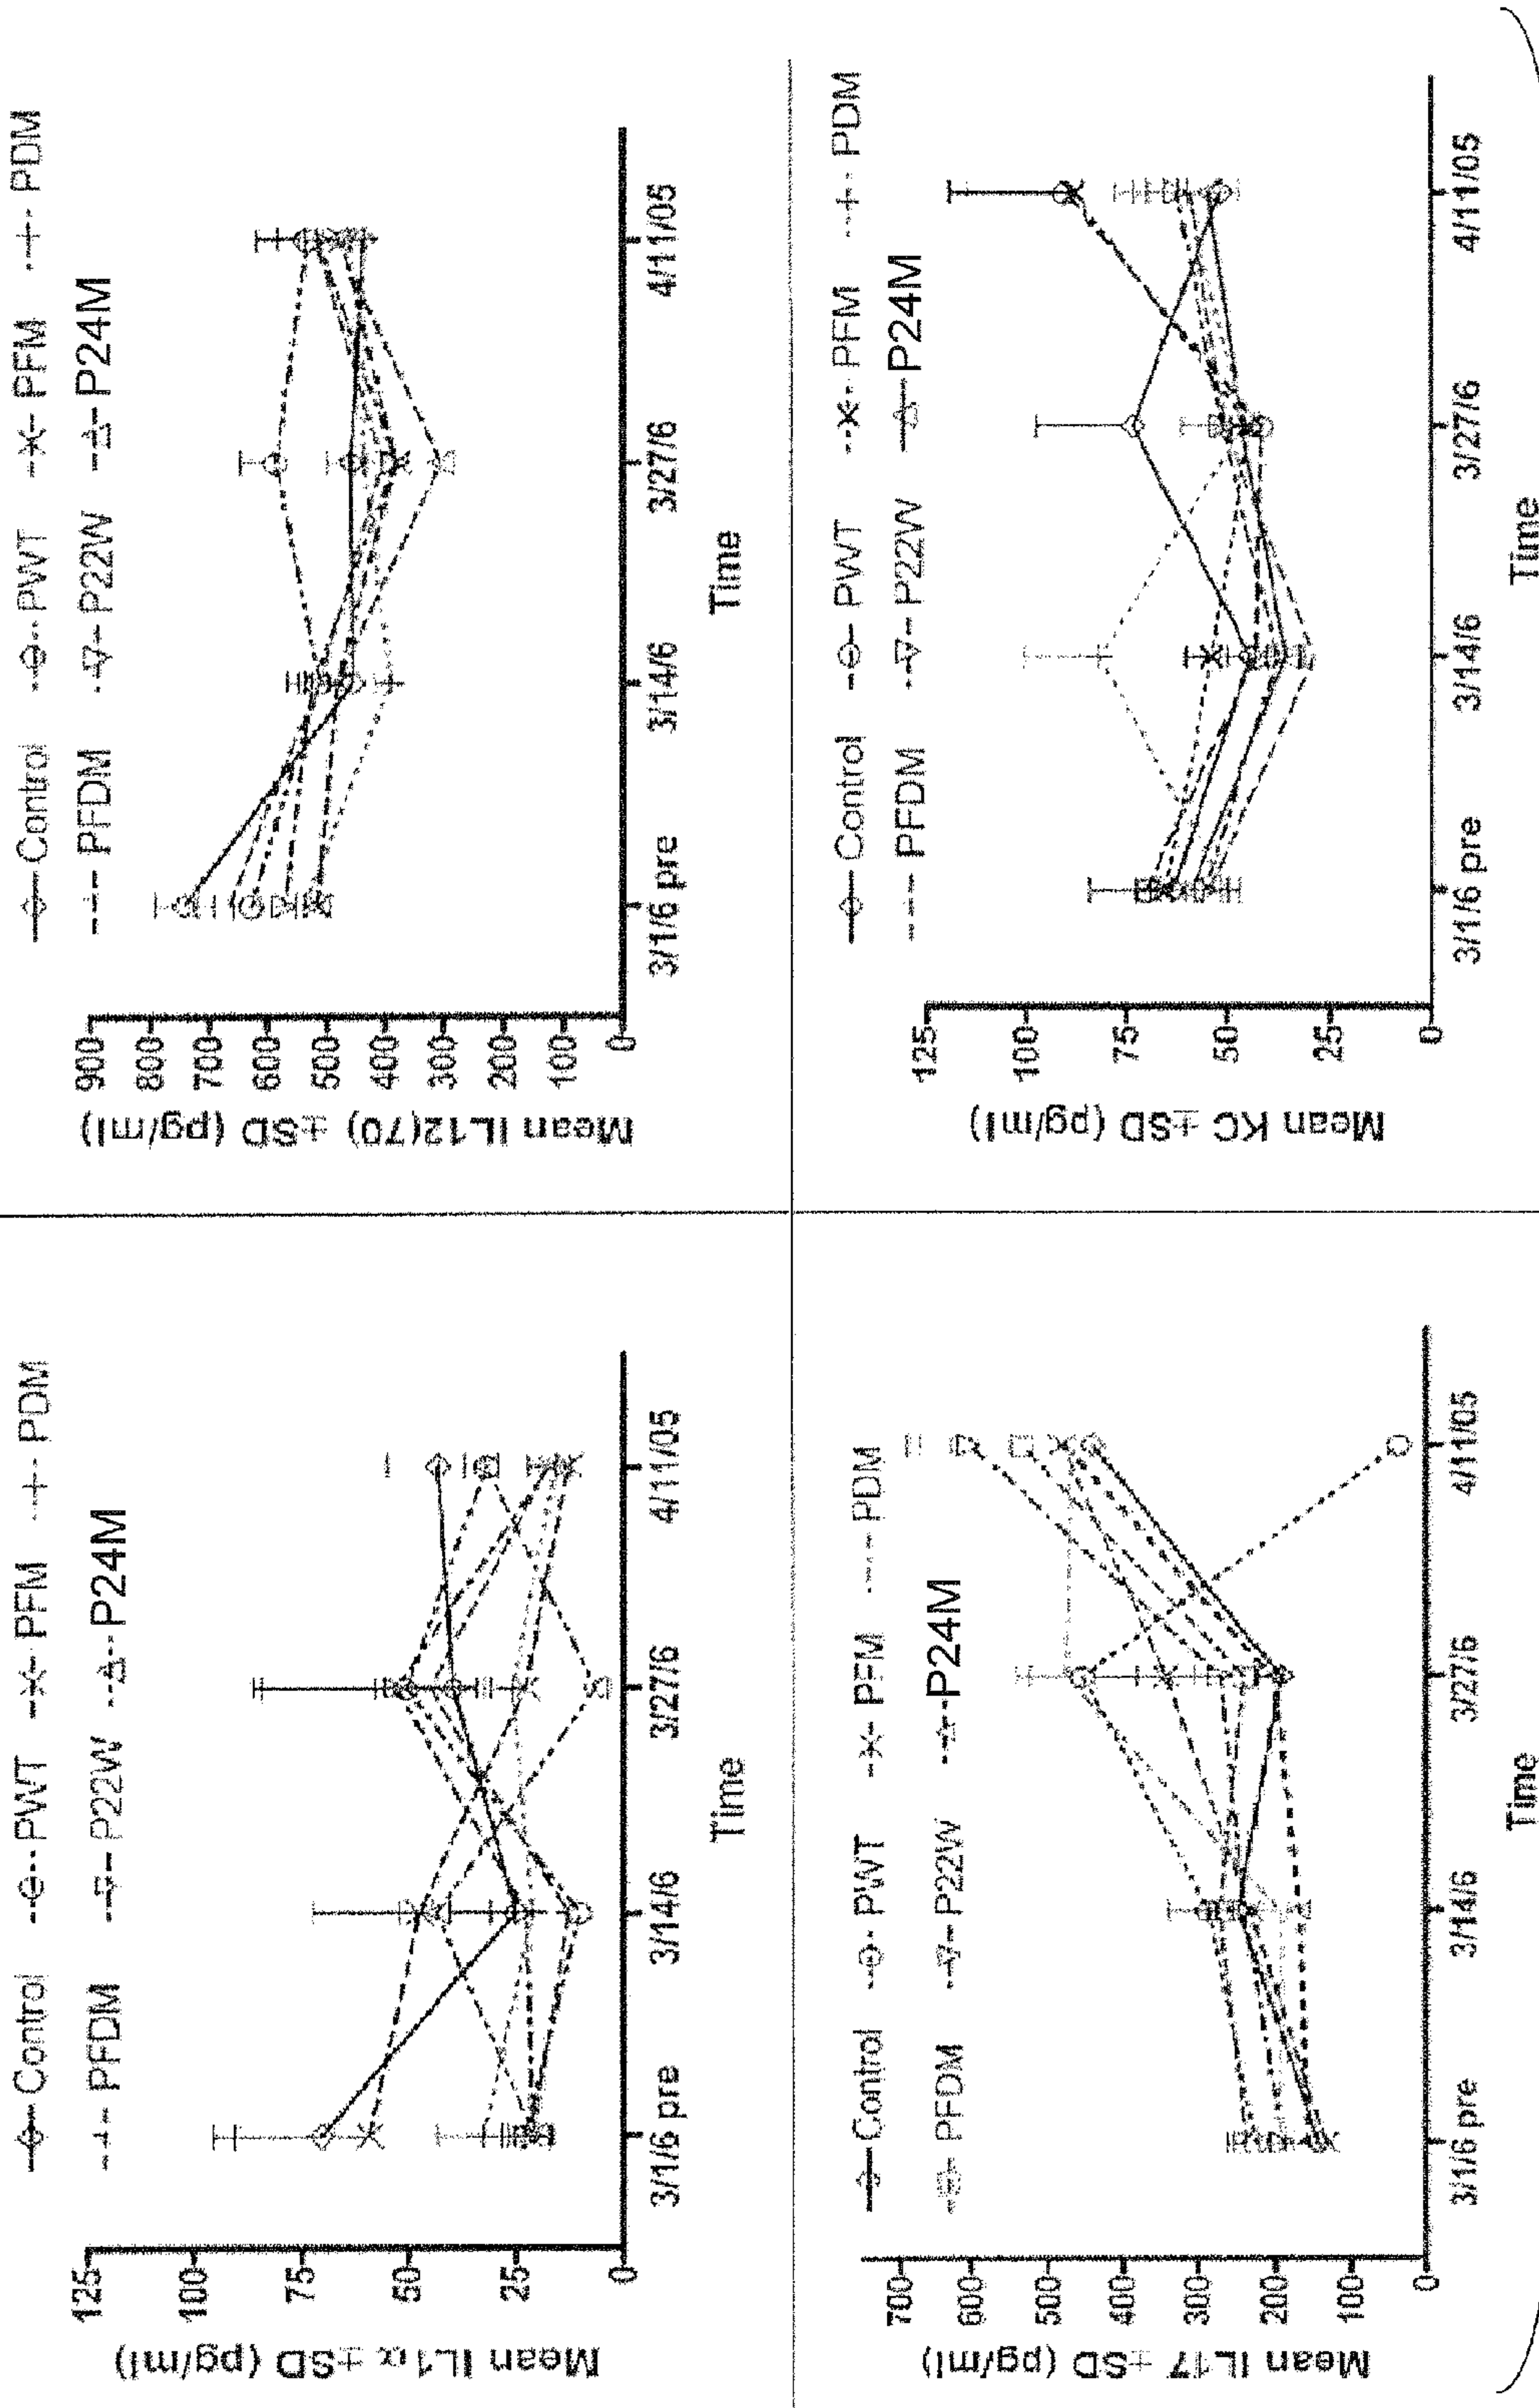 Control PWT PFM PDM
PFDM P22W P24M
Mean IL1α ±SD (pg/ml)
125
100
75
50
25
0
3/1/6 pre 3/14/6 3/27/6 4/11/05
Time
Control PWT PFM PDM
PFDM P22W P24M
Mean IL12(70) ±SD (pg/ml)
900
800
700
600
500
400
300
200
100
0
3/1/6 pre 3/14/6 3/27/6 4/11/05
Time
Control PWT PFM PDM
PFDM P22W P24M
Mean IL17 ±SD (pg/ml)
700
600
500
400
300
200
100
0
3/1/6 pre 3/14/6 3/27/6 4/11/05
Time
Control PWT PFM PDM
PFDM P22W P24M
Mean KC ±SD (pg/ml)
125
100
75
50
25
0
3/1/6 pre 3/14/6 3/27/6 4/11/05
Time